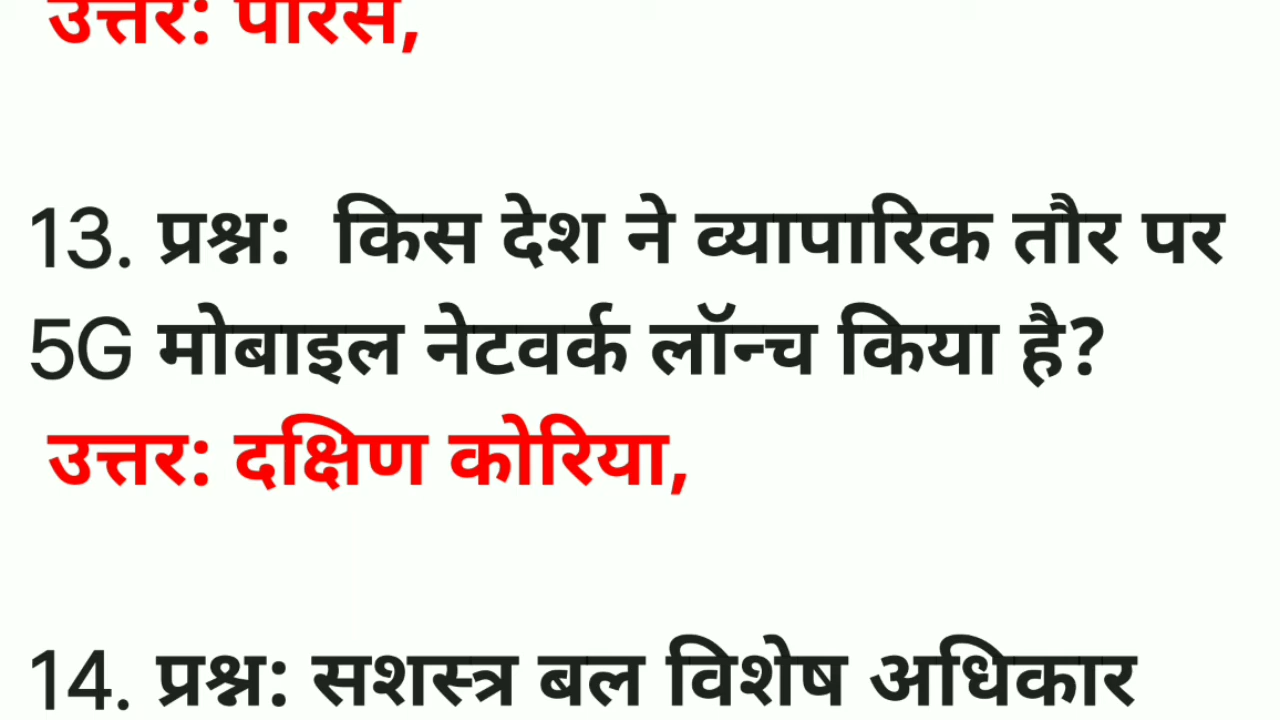 उत्तर: पेरिस,
13. प्रश्न: किस देश ने व्यापारिक तौर पर
5G मोबाइल नेटवर्क लॉन्च किया है?
उत्तर: दक्षिण कोरिया,
14. प्रश्न: सशस्त्र बल विशेष अधिकार